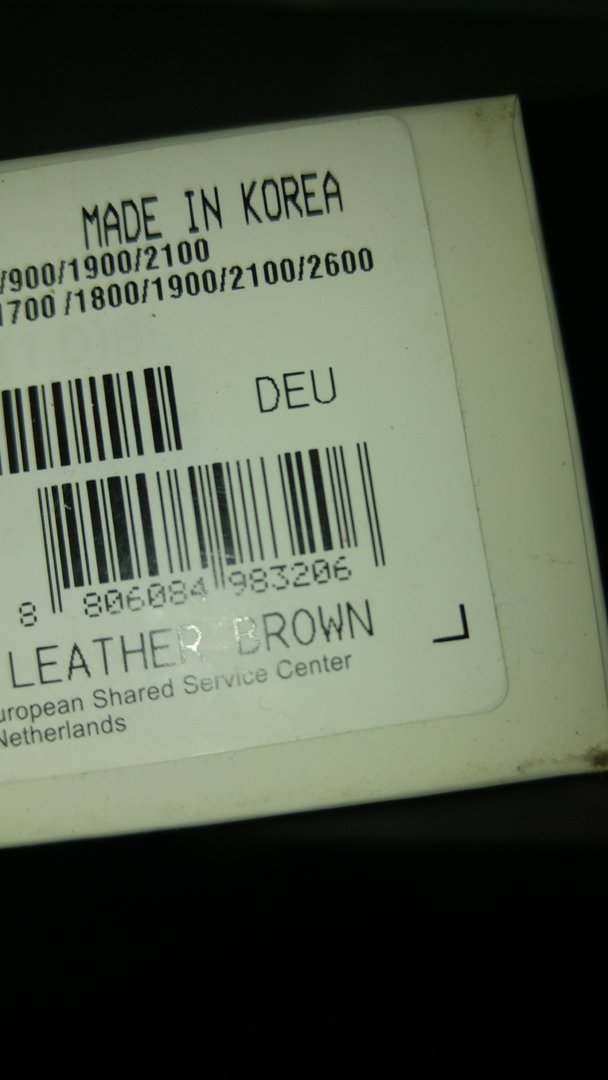 MADE IN KOREA
/900/1900/2100
1700 /1800/1900/2100/2600
DEU
8 806084 983206
LEATHER BROWN
uropean Shared Service Center
Netherlands